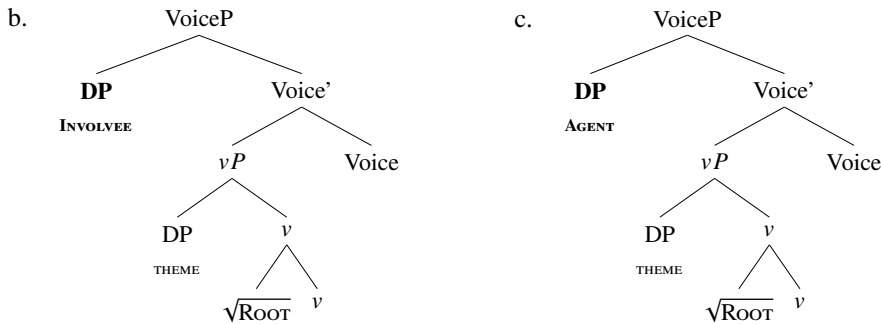 b. VoiceP
DP Voice’
INVOLVEE
vP Voice
DP v
THEME
√ROOT v
c. VoiceP
DP Voice’
AGENT
vP Voice
DP v
THEME
√ROOT v